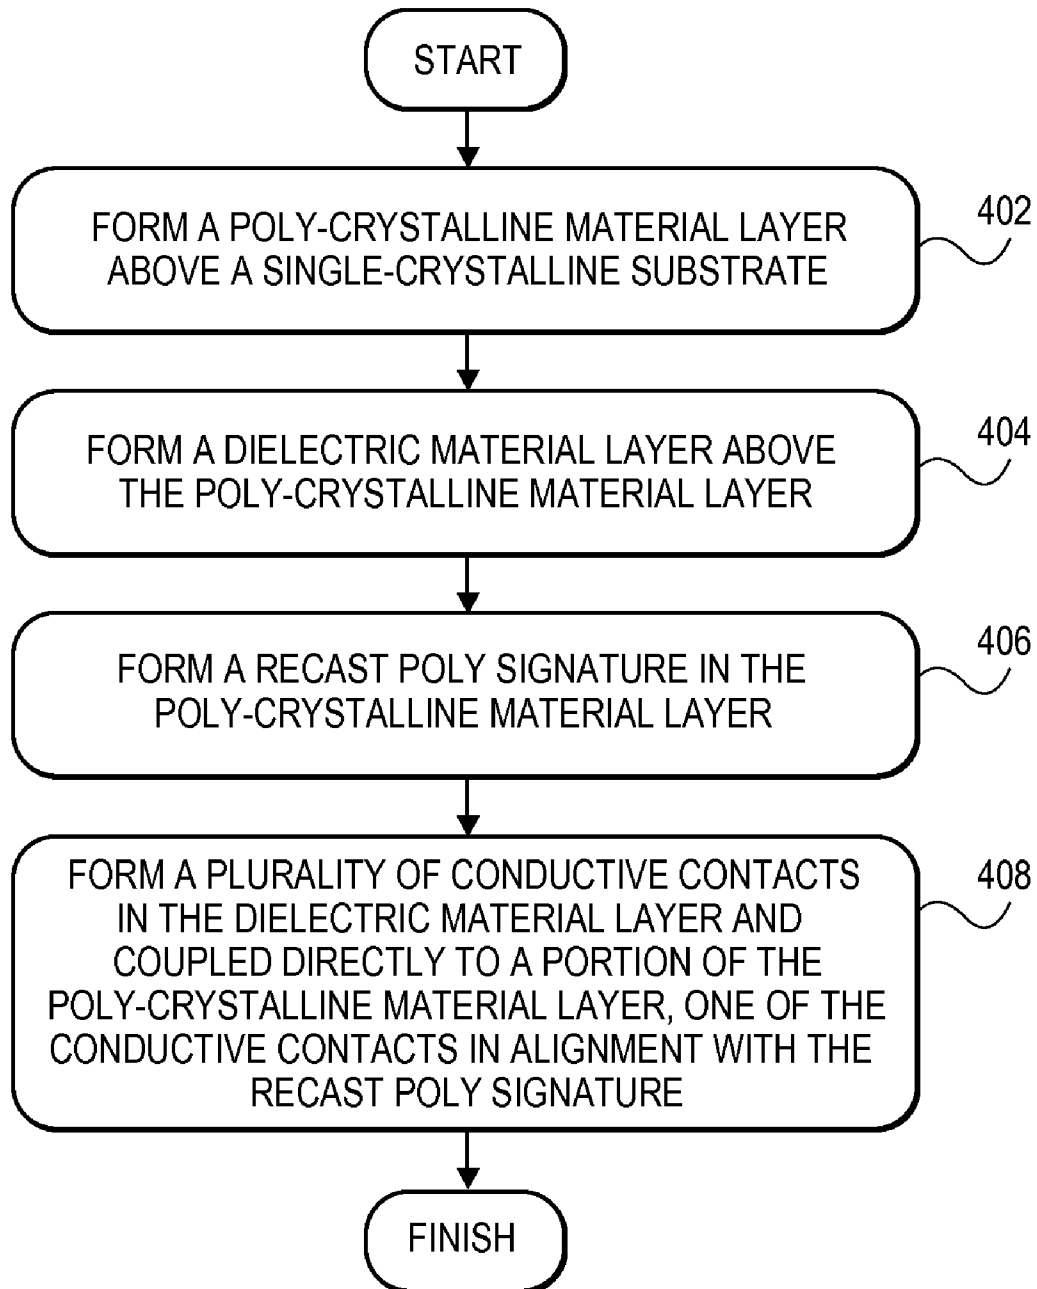 START
FORM A POLY-CRYSTALLINE MATERIAL LAYER
ABOVE A SINGLE-CRYSTALLINE SUBSTRATE
402
FORM A DIELECTRIC MATERIAL LAYER ABOVE
THE POLY-CRYSTALLINE MATERIAL LAYER
404
FORM A RECAST POLY SIGNATURE IN THE
POLY-CRYSTALLINE MATERIAL LAYER
406
FORM A PLURALITY OF CONDUCTIVE CONTACTS
IN THE DIELECTRIC MATERIAL LAYER AND
COUPLED DIRECTLY TO A PORTION OF THE
POLY-CRYSTALLINE MATERIAL LAYER, ONE OF THE
CONDUCTIVE CONTACTS IN ALIGNMENT WITH THE
RECAST POLY SIGNATURE
408
FINISH